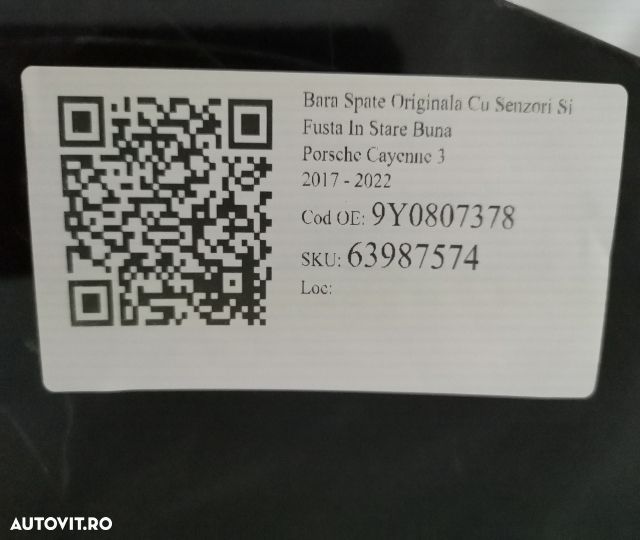 Bara Spate Originala Cu Senzori Si
Fusta In Stare Buna
Porsche Cayenne 3
2017 - 2022
Cod OE: 9Y0807378
SKU: 63987574
Loc:
AUTOVIT.RO